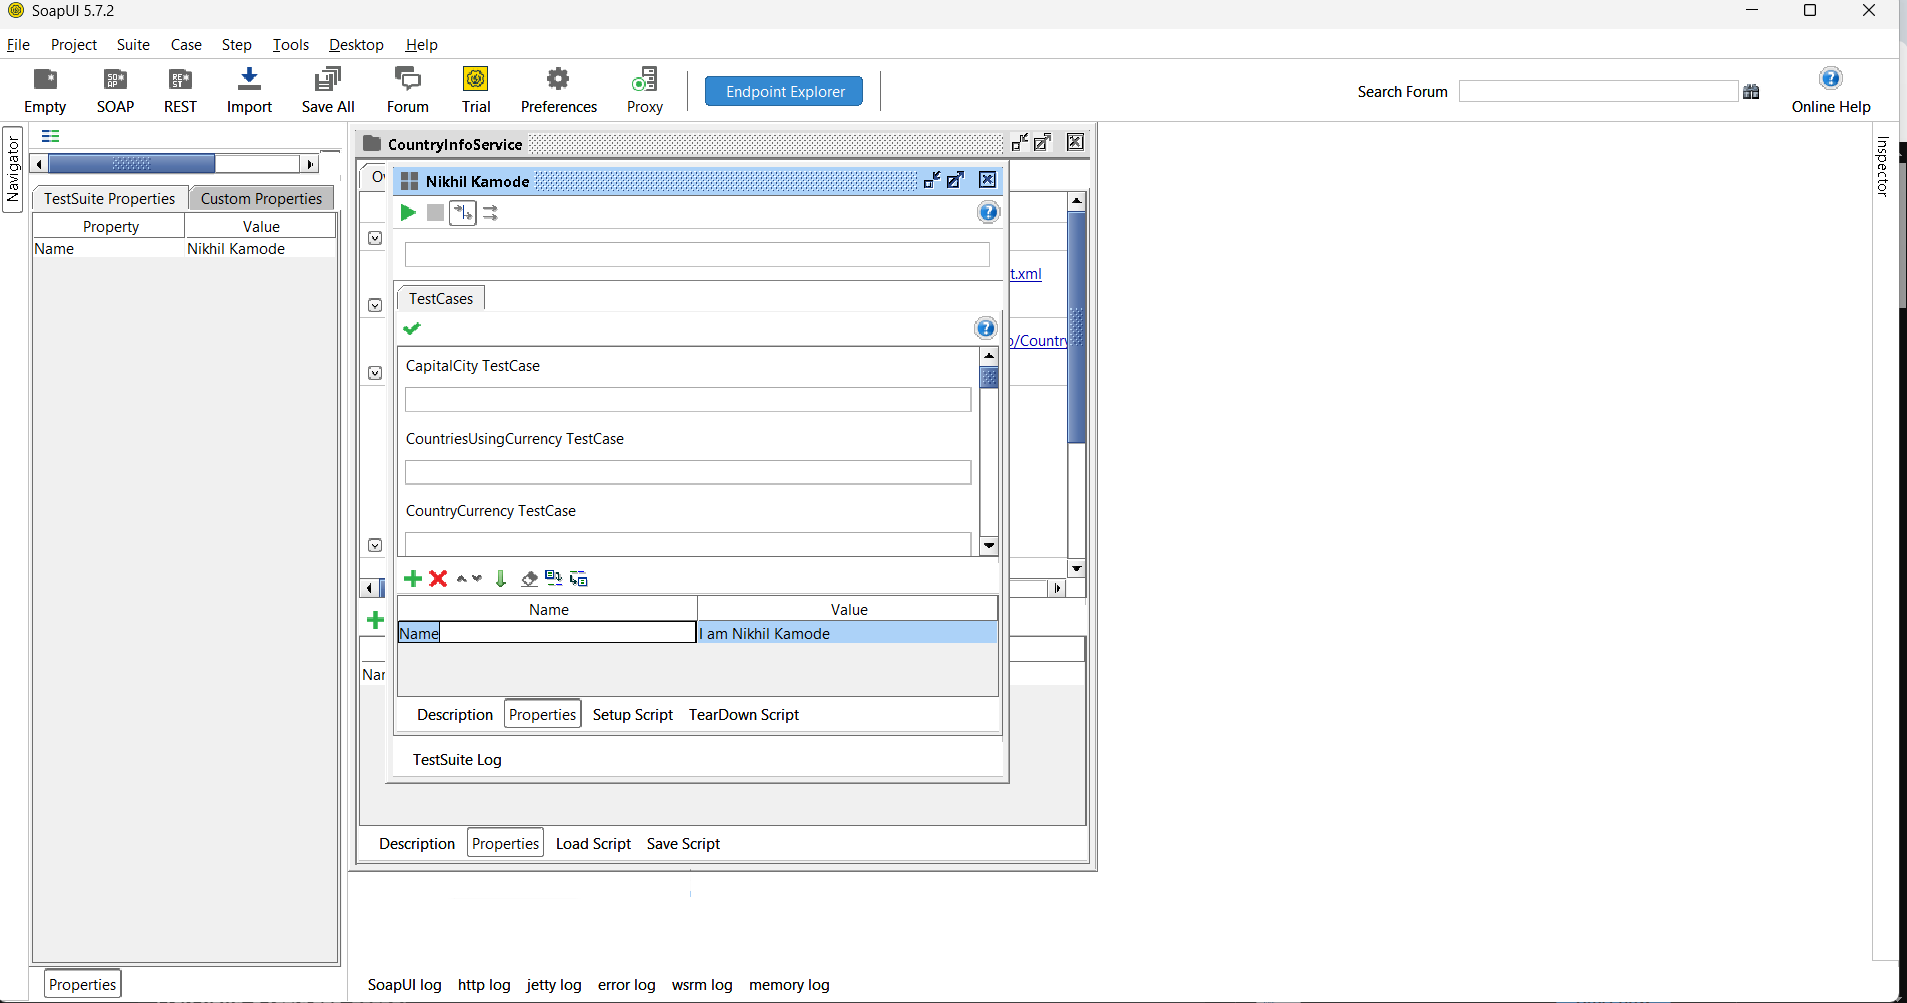 SoapUI 5.7.2
File Project Suite Case Step Tools Desktop Help
Empty SOAP REST Import Save All Forum Trial Preferences Proxy Endpoint Explorer Search Forum Online Help
Navigator
Inspector
TestSuite Properties Custom Properties
Property Value
Name Nikhil Kamode
Properties
CountryInfoService
t.xml
o/Country
Nikhil Kamode
TestCases
CapitalCity TestCase
CountriesUsingCurrency TestCase
CountryCurrency TestCase
Name Value
Name I am Nikhil Kamode
Description Properties Setup Script TearDown Script
TestSuite Log
Description Properties Load Script Save Script
SoapUI log http log jetty log error log wsrm log memory log